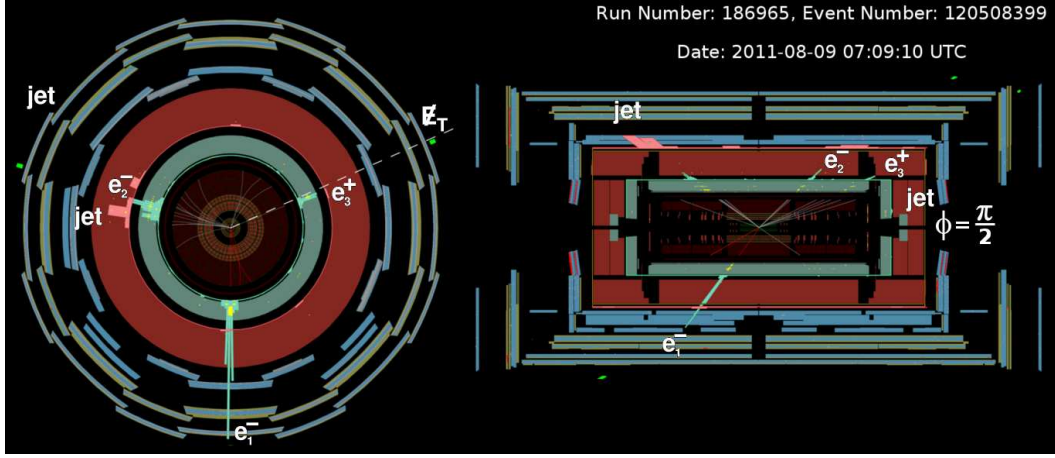 Run Number: 186965, Event Number: 120508399
Date: 2011-08-09 07:09:10 UTC
jet
E̸_T
e₂⁻
e₃⁺
jet
e₁⁻
jet
e₂⁻
e₃⁺
jet
ϕ = π/2
e₁⁻